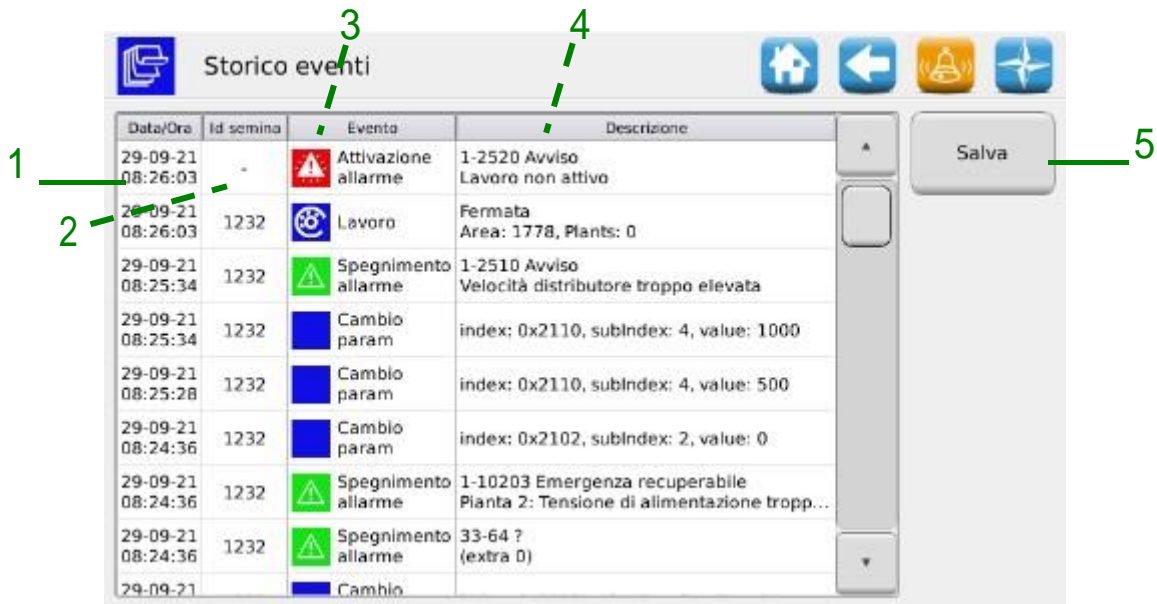 3
4
Storico eventi
Data/Ora Id semina Evento Descrizione
1
29-09-21 Attivazione 1-2520 Avviso
08:26:03 - allarme Lavoro non attivo
Salva
5
2
29-09-21 Fermata
08:26:03 1232 Lavoro Area: 1778, Plants: 0
29-09-21 Spegnimento 1-2510 Avviso
08:25:34 1232 allarme Velocità distributore troppo elevata
29-09-21 Cambio
08:25:34 1232 param index: 0x2110, subIndex: 4, value: 1000
29-09-21 Cambio
08:25:28 1232 param index: 0x2110, subIndex: 4, value: 500
29-09-21 Cambio
08:24:36 1232 param index: 0x2102, subIndex: 2, value: 0
29-09-21 Spegnimento 1-10203 Emergenza recuperabile
08:24:36 1232 allarme Pianta 2: Tensione di alimentazione tropp...
29-09-21 Spegnimento 33-64 ?
08:24:36 1232 allarme (extra 0)
29-09-21 Cambio